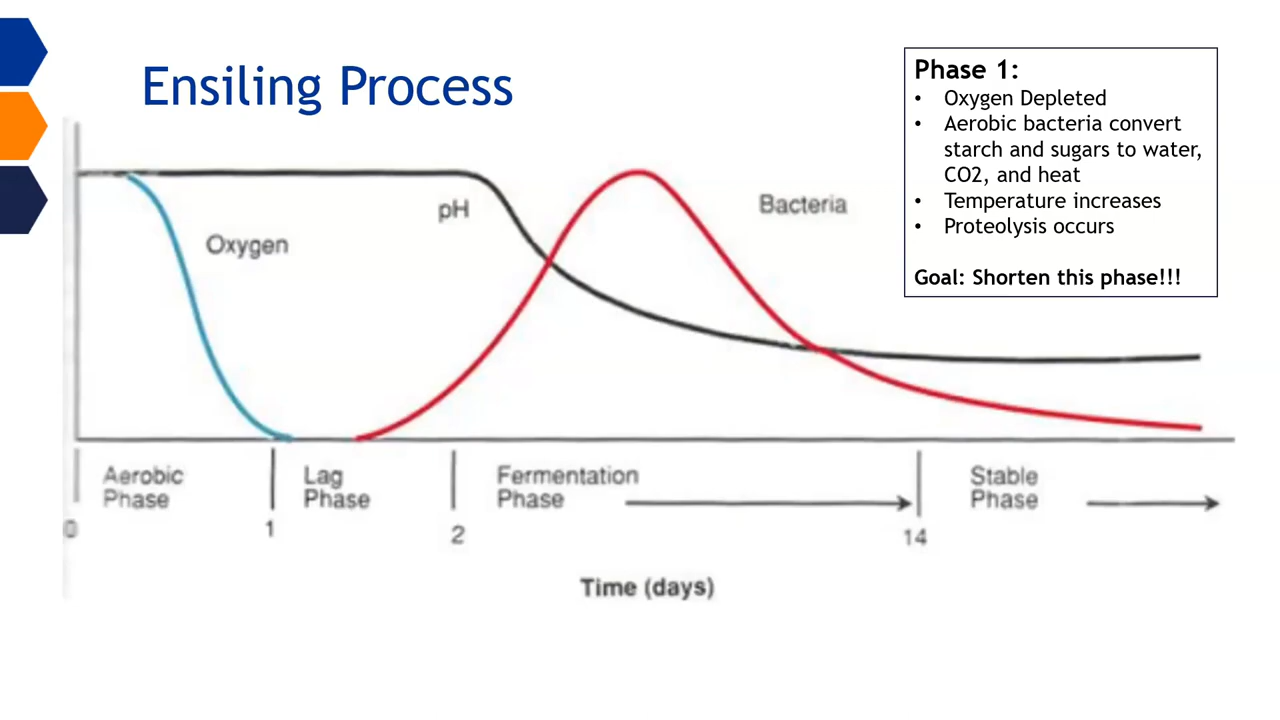 Ensiling Process
Phase 1:
• Oxygen Depleted
• Aerobic bacteria convert
starch and sugars to water,
CO2, and heat
• Temperature increases
• Proteolysis occurs
Goal: Shorten this phase!!!
pH
Bacteria
Oxygen
Aerobic
Phase
Lag
Phase
Fermentation
Phase
Stable
Phase
0
1
2
14
Time (days)